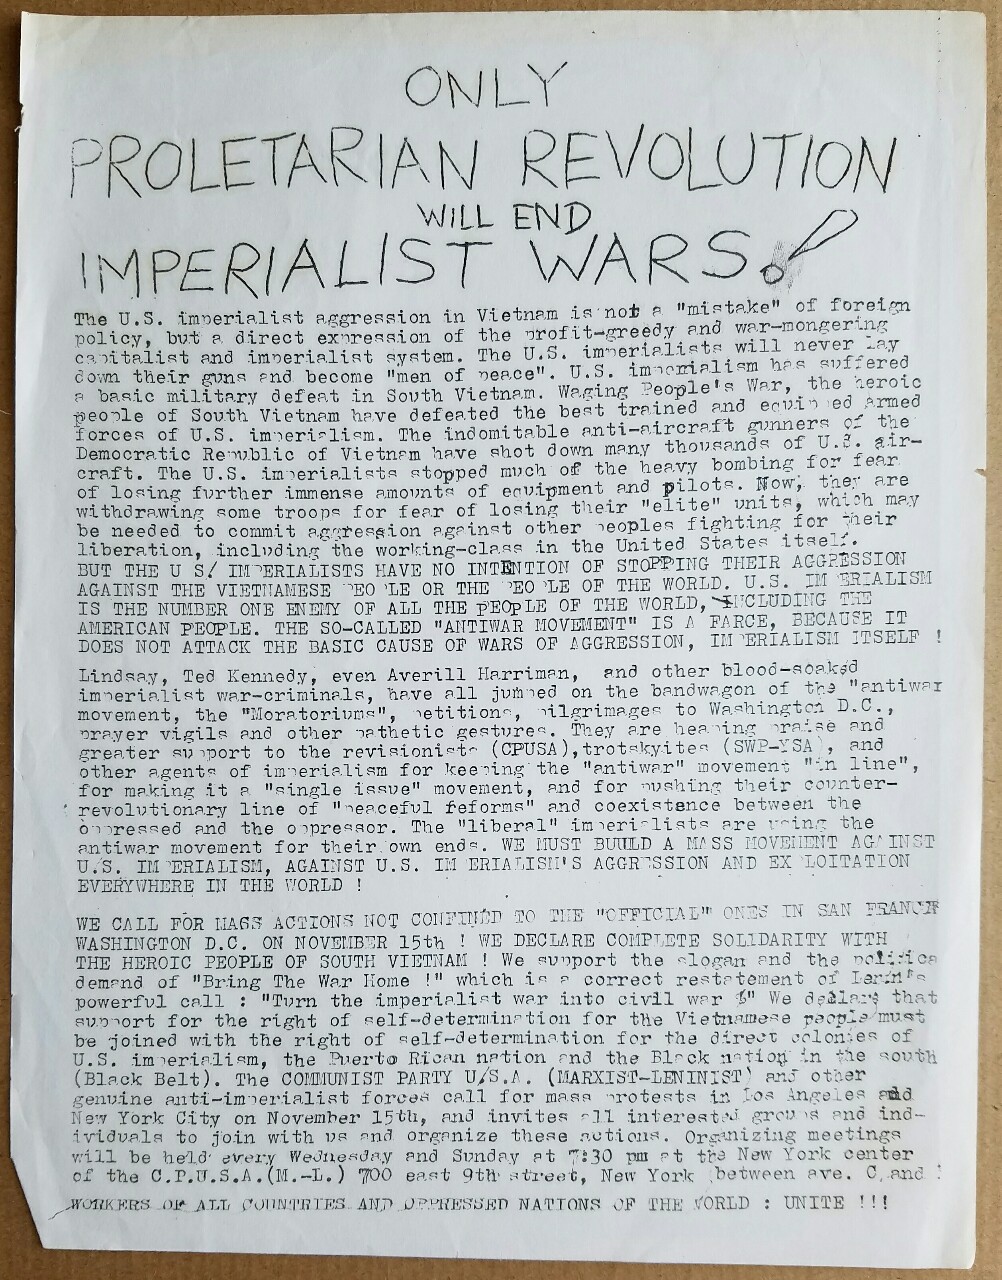 ONLY
PROLETARIAN REVOLUTION
WILL END
IMPERIALIST WARS!
The U.S. imperialist aggression in Vietnam is not a "mistake" of foreign
policy, but a direct expression of the profit-greedy and war-mongering
capitalist and imperialist system. The U.S. imperialists will never lay
down their guns and become "men of peace". U.S. imperialism has suffered
a basic military defeat in South Vietnam. Waging People's War, the heroic
people of South Vietnam have defeated the best trained and equipped armed
forces of U.S. imperialism. The indomitable anti-aircraft gunners of the
Democratic Republic of Vietnam have shot down many thousands of U.S. air-
craft. The U.S. imperialists stopped much of the heavy bombing for fear
of losing further immense amounts of equipment and pilots. Now, they are
withdrawing some troops for fear of losing their "elite" units, which may
be needed to commit aggression against other peoples fighting for their
liberation, including the working-class in the United States itself.
BUT THE U S/ IMPERIALISTS HAVE NO INTENTION OF STOPPING THEIR AGGRESSION
AGAINST THE VIETNAMESE PEOPLE OR THE PEOPLE OF THE WORLD. U.S. IMPERIALISM
IS THE NUMBER ONE ENEMY OF ALL THE PEOPLE OF THE WORLD, INCLUDING THE
AMERICAN PEOPLE. THE SO-CALLED "ANTIWAR MOVEMENT" IS A FARCE, BECAUSE IT
DOES NOT ATTACK THE BASIC CAUSE OF WARS OF AGGRESSION, IMPERIALISM ITSELF !
Lindsay, Ted Kennedy, even Averill Harriman, and other blood-soaked
imperialist war-criminals, have all jumped on the bandwagon of the "antiwar
movement, the "Moratoriums", petitions, pilgrimages to Washington D.C.,
prayer vigils and other pathetic gestures. They are heaping praise and
greater support to the revisionists (CPUSA),trotskyites (SWP-YSA), and
other agents of imperialism for keeping the "antiwar" movement "in line",
for making it a "single issue" movement, and for pushing their counter-
revolutionary line of "peaceful reforms" and coexistence between the
oppressed and the oppressor. The "liberal" imperialists are using the
antiwar movement for their own ends. WE MUST BUULD A MASS MOVEMENT AGAINST
U/S. IMPERIALISM, AGAINST U.S. IMPERIALISM'S AGGRESSION AND EXPLOITATION
EVERYWHERE IN THE WORLD !
WE CALL FOR MASS ACTIONS NOT CONFINED TO THE "OFFICIAL" ONES IN SAN
WASHINGTON D.C. ON NOVEMBER 15th ! WE DECLARE COMPLETE SOLIDARITY WITH
THE HEROIC PEOPLE OF SOUTH VIETNAM ! We support the slogan and the
demand of "Bring The War Home !" which is a correct restatement of Lenin's
powerful call : "Turn the imperialist war into civil war !" We declare that
support for the right of self-determination for the Vietnamese people must
be joined with the right of self-determination for the direct colonies of
U.S. imperialism, the Puerto Rican nation and the Black nation in the south
(Black Belt). The COMMUNIST PARTY U/S.A. (MARXIST-LENINIST) and other
genuine anti-imperialist forces call for mass protests in Los Angeles and
New York City on November 15th, and invites all interested groups and ind-
ividuals to join with us and organize these actions. Organizing meetings
will be held every Wednesday and Sunday at 7:30 pm at the New York center
of the C.P.U.S.A.(M.-L.) 700 east 9th street, New York (between ave. C and
WORKERS OF ALL COUNTRIES AND OPPRESSED NATIONS OF THE WORLD : UNITE !!!